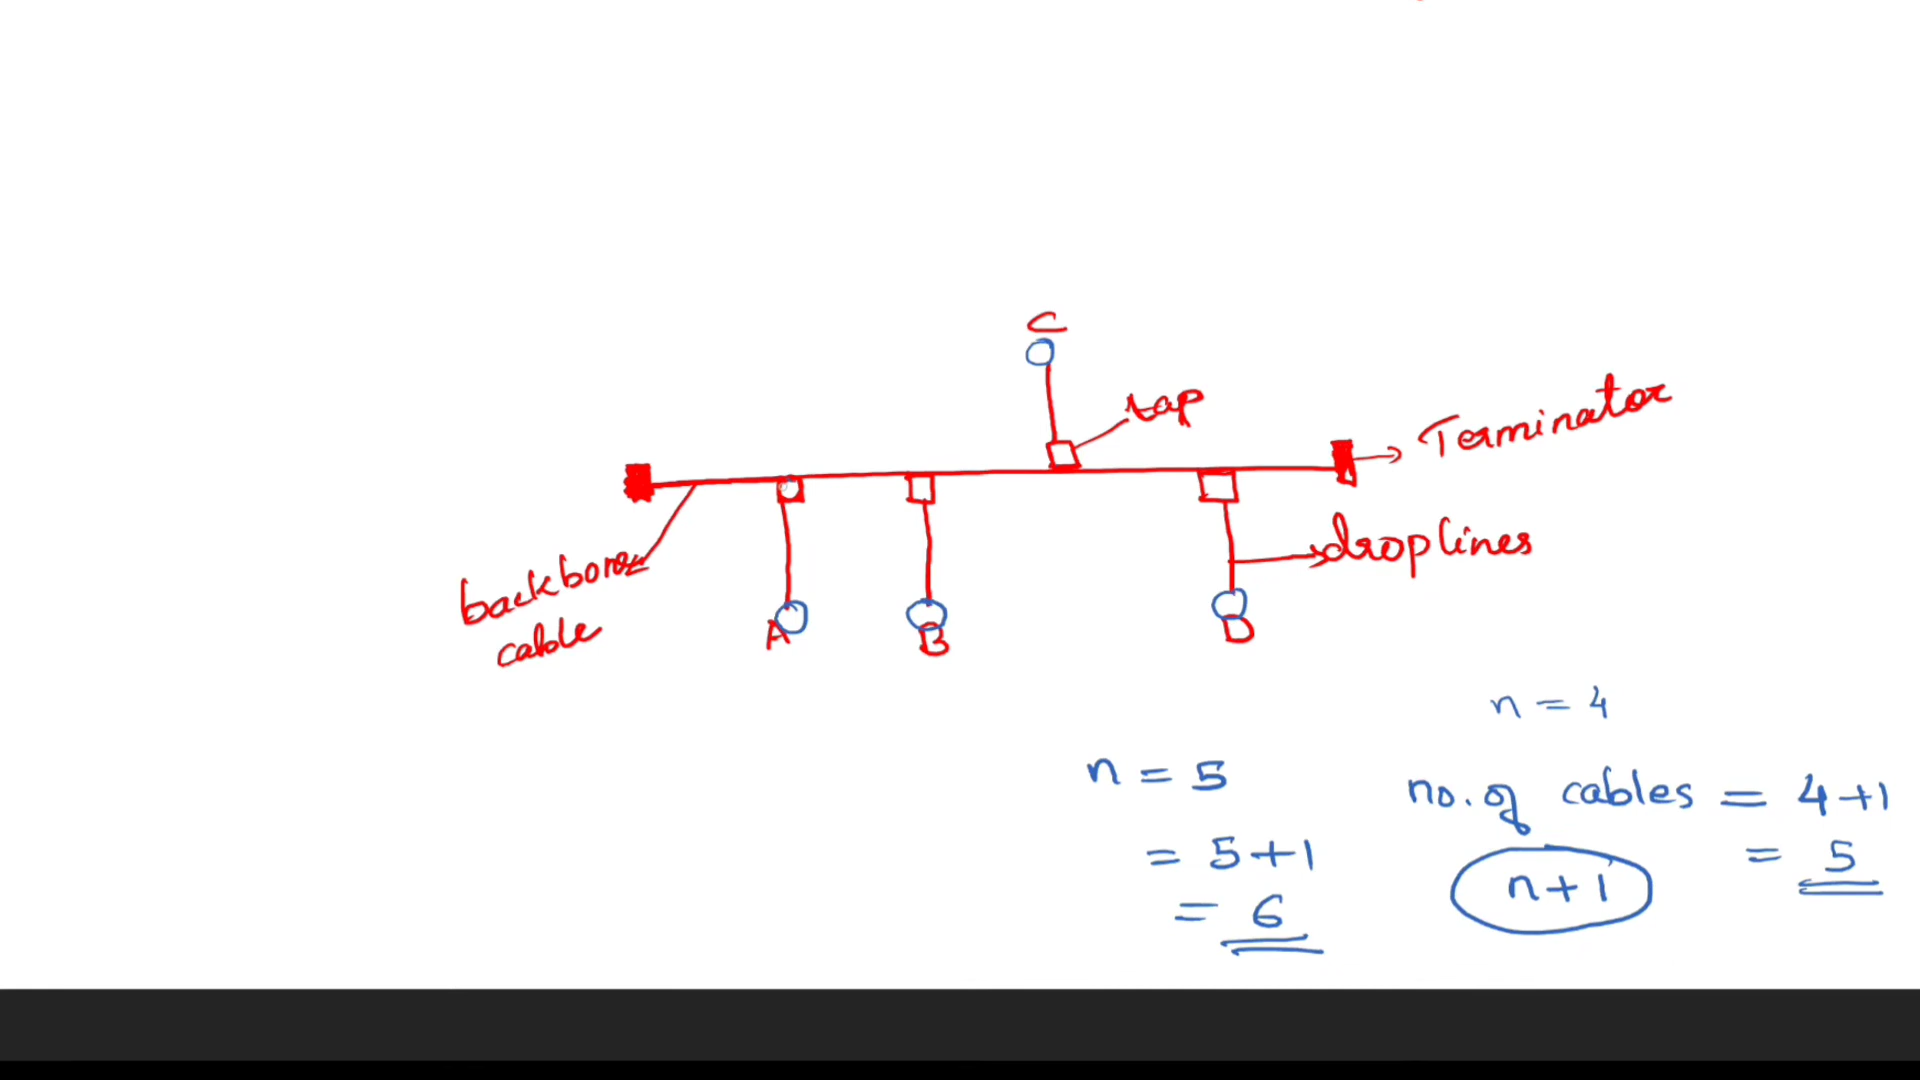 C
tap
Terminator
backbone
cable
droplines
A
B
D
n = 4
n = 5
no. of cables = 4+1
= 5+1
= 5
n+1
= 6